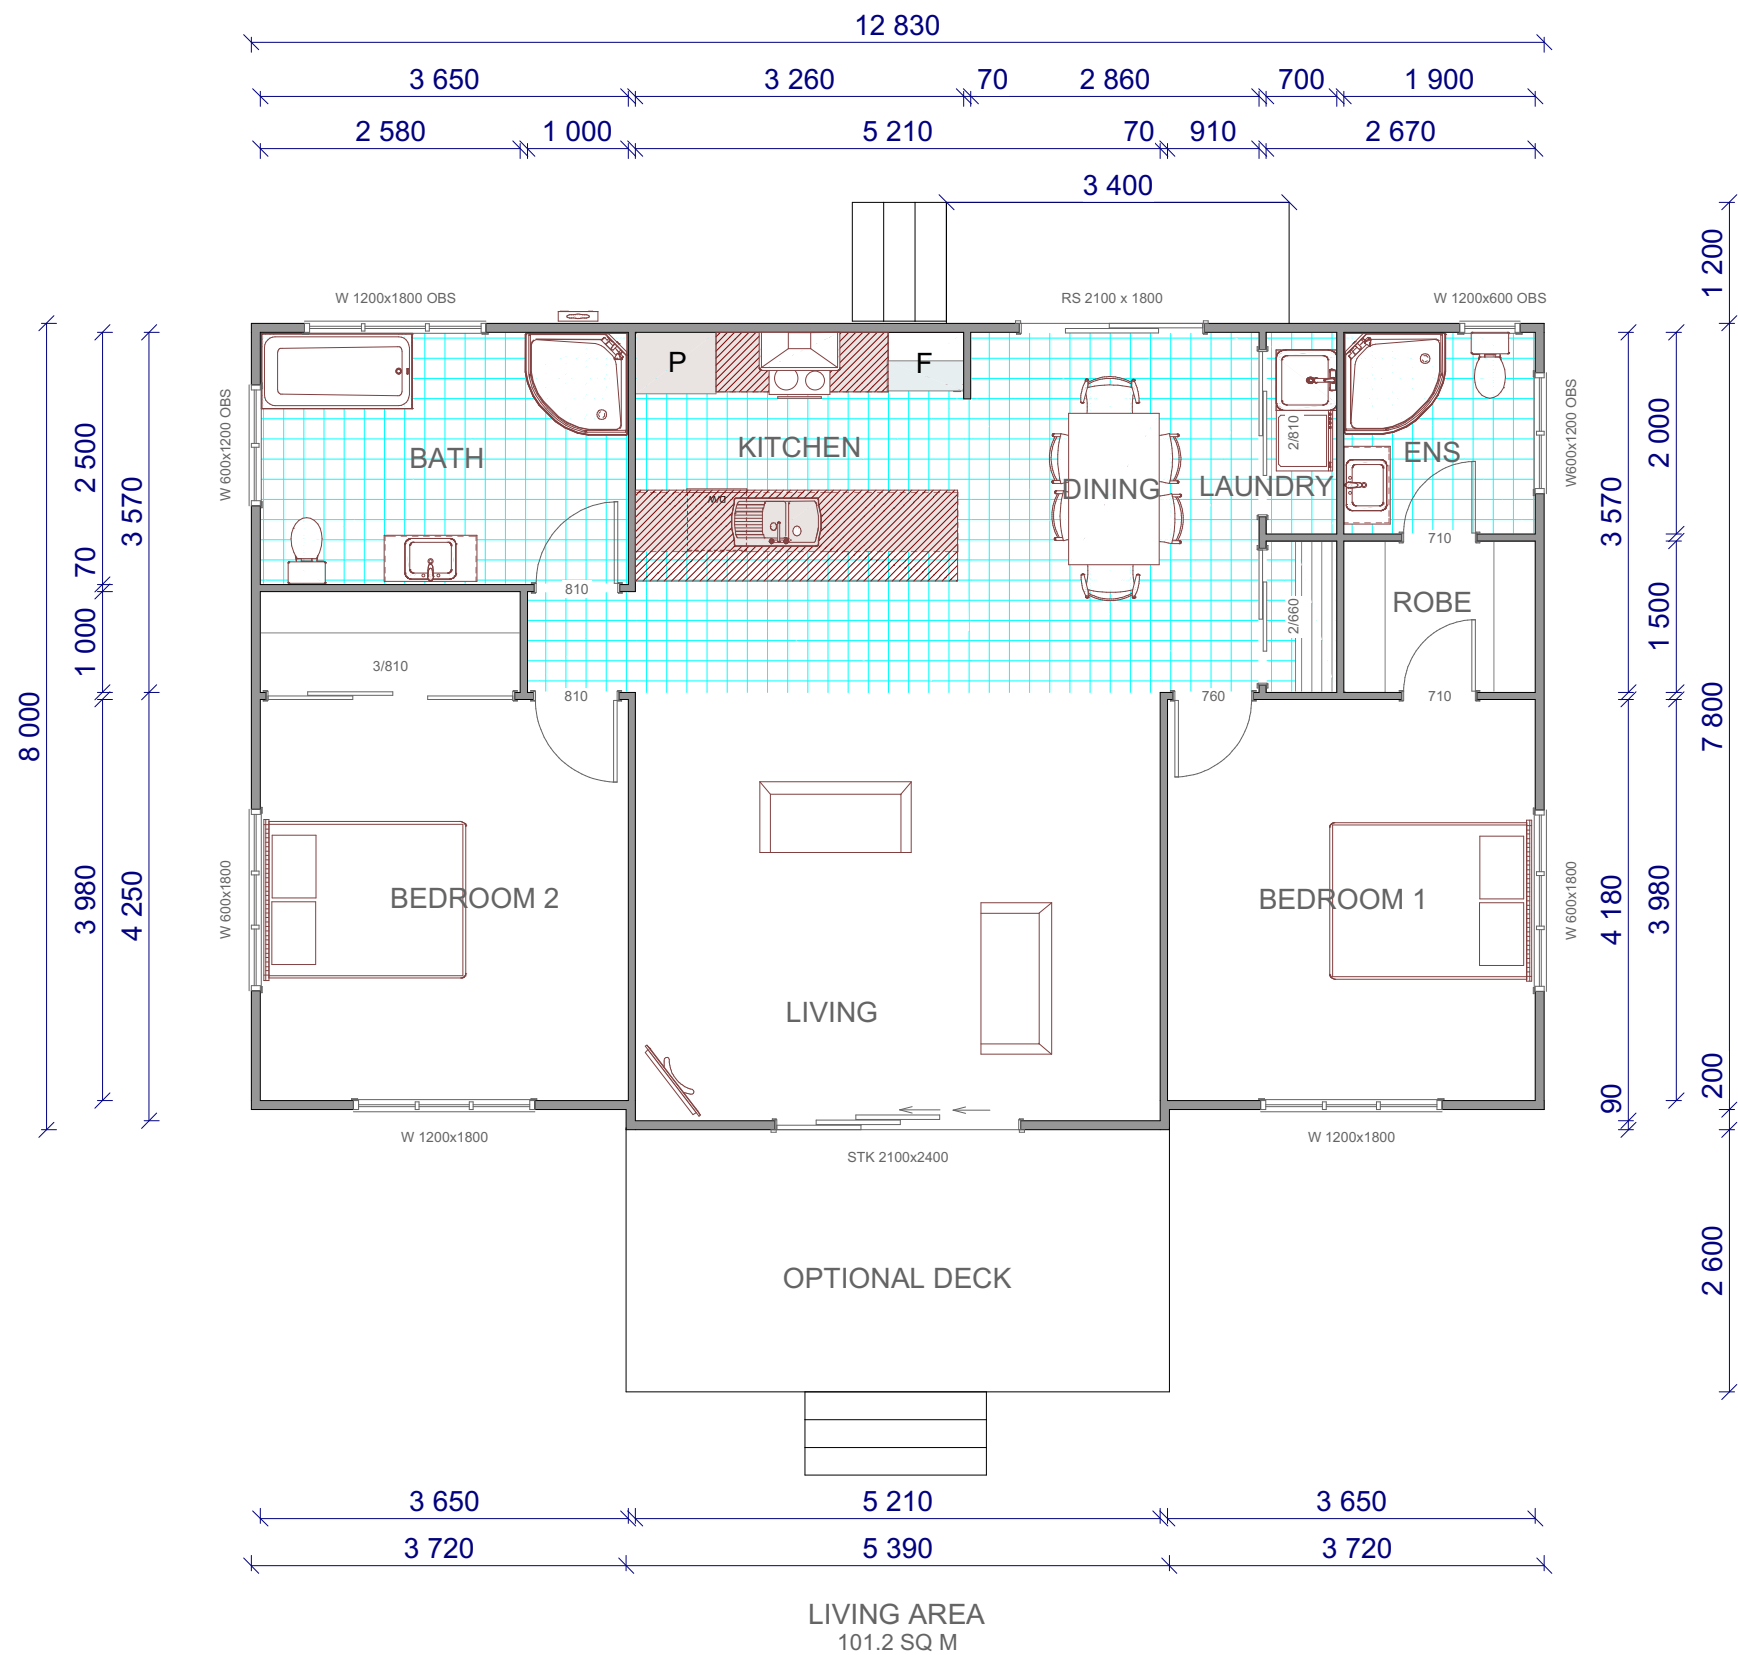 12 830
3 650 3 260 70 2 860 700 1 900
2 580 1 000 5 210 70 910 2 670
3 400
1 200
W 1200x1800 OBS RS 2100 x 1800 W 1200x600 OBS
P F
W 600x1200 OBS
W600x1200 OBS
2 500
3 570
70
1 000
8 000
3 980
4 250
BATH
KITCHEN
DW
DINING
LAUNDRY
2/810
ENS
2 000
3 570
1 500
7 800
810
710
3/810
2/660
ROBE
810
760
710
W 600x1800
BEDROOM 2
BEDROOM 1
W 600x1800
4 180
3 980
LIVING
90
200
W 1200x1800
STK 2100x2400
W 1200x1800
2 600
OPTIONAL DECK
3 650 5 210 3 650
3 720 5 390 3 720
LIVING AREA
101.2 SQ M